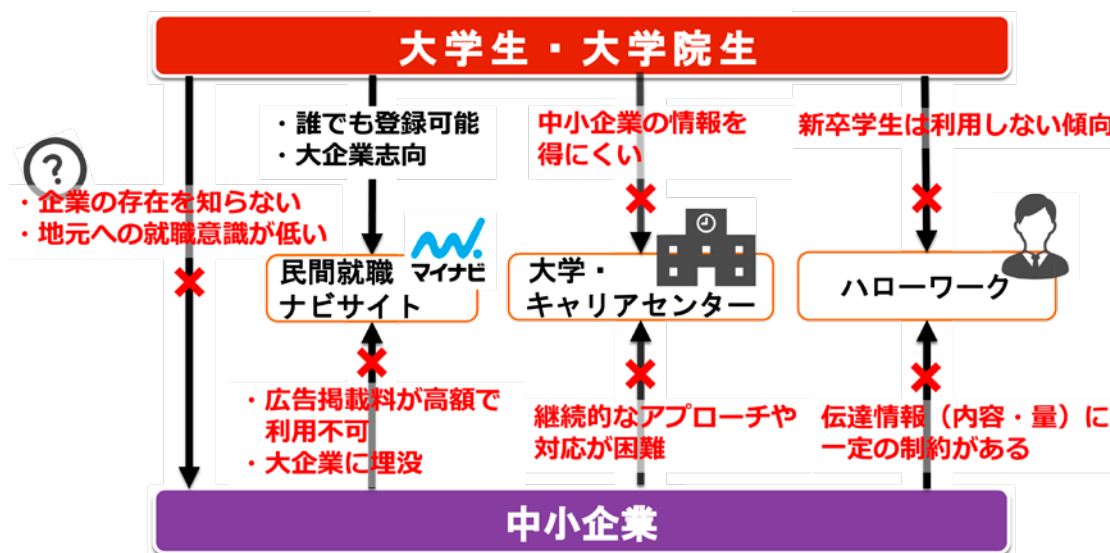 大学生・大学院生
・誰でも登録可能
・大企業志向
中小企業の情報を
得にくい
新卒学生は利用しない傾向
?
・企業の存在を知らない
・地元への就職意識が低い
民間就職
ナビサイト
マイナビ
大学・
キャリアセンター
ハローワーク
・広告掲載料が高額で
利用不可
・大企業に埋没
継続的なアプローチや
対応が困難
伝達情報（内容・量）に
一定の制約がある
中小企業